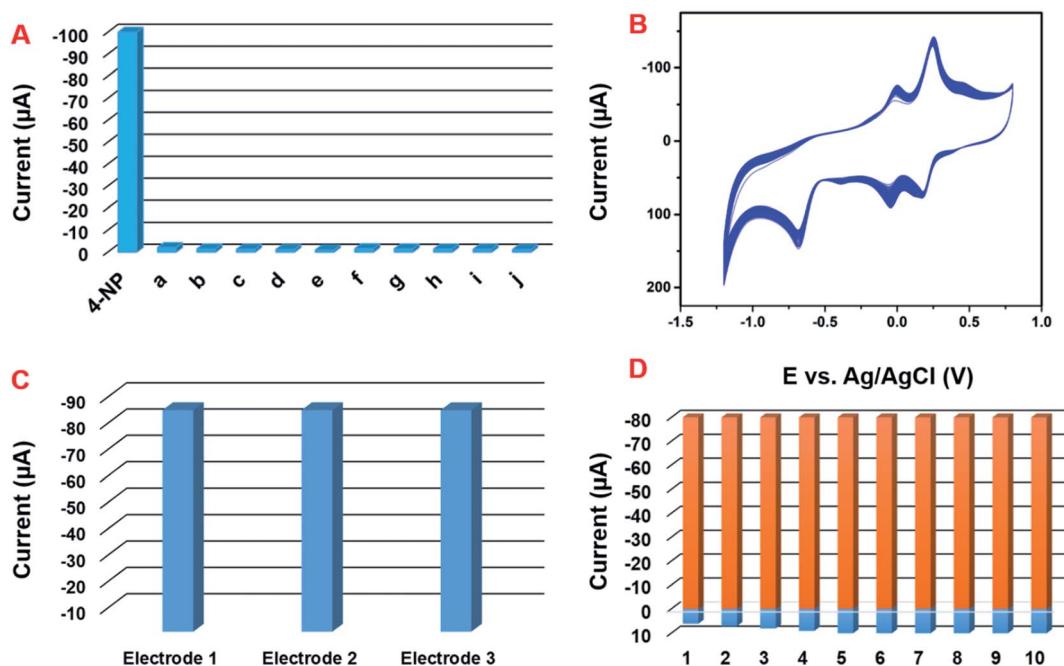 A
Current (µA)
-100
-90
-80
-70
-60
-50
-40
-30
-20
-10
0
4-NP a b c d e f g h i j
B
Current (µA)
-100
0
100
200
-1.5 -1.0 -0.5 0.0 0.5 1.0
E vs. Ag/AgCl (V)
C
Current (µA)
-90
-80
-70
-60
-50
-40
-30
-20
-10
Electrode 1 Electrode 2 Electrode 3
D
Current (µA)
-80
-70
-60
-50
-40
-30
-20
-10
0
10
1 2 3 4 5 6 7 8 9 10